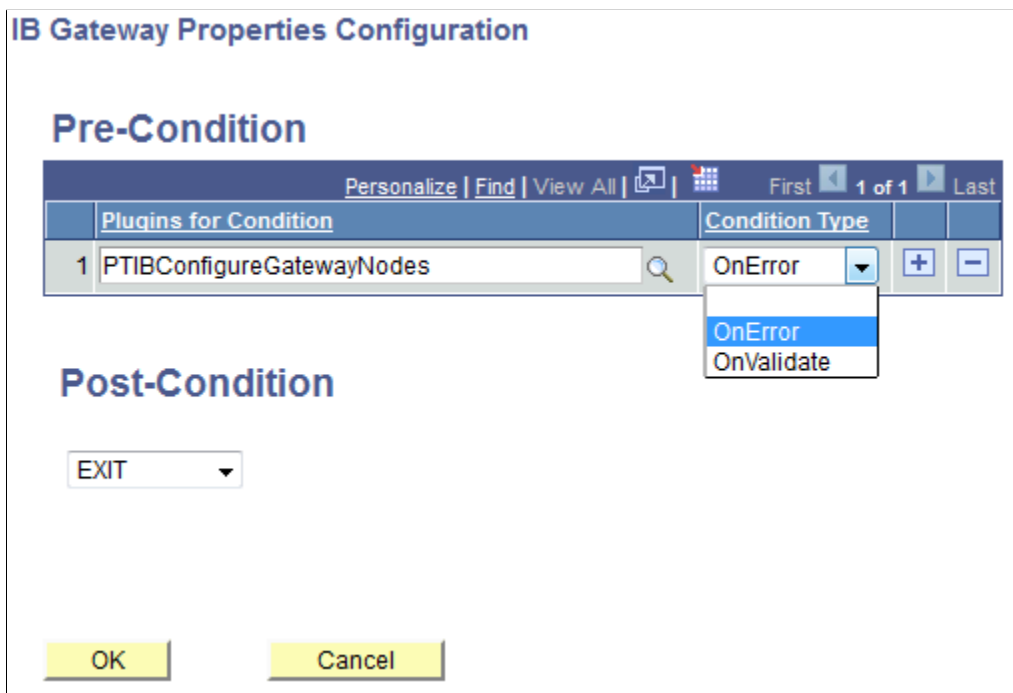 IB Gateway Properties Configuration
Pre-Condition
Personalize | Find | View All | | First 1 of 1 Last
Plugins for Condition Condition Type
1 PTIBConfigureGatewayNodes OnError
OnError
OnValidate
Post-Condition
EXIT
OK Cancel